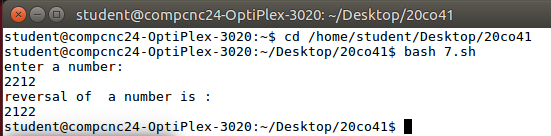 student@compcnc24-OptiPlex-3020: ~/Desktop/20co41
student@compcnc24-OptiPlex-3020:~$ cd /home/student/Desktop/20co41
student@compcnc24-OptiPlex-3020:~/Desktop/20co41$ bash 7.sh
enter a number:
2212
reversal of  a number is :
2122
student@compcnc24-OptiPlex-3020:~/Desktop/20co41$